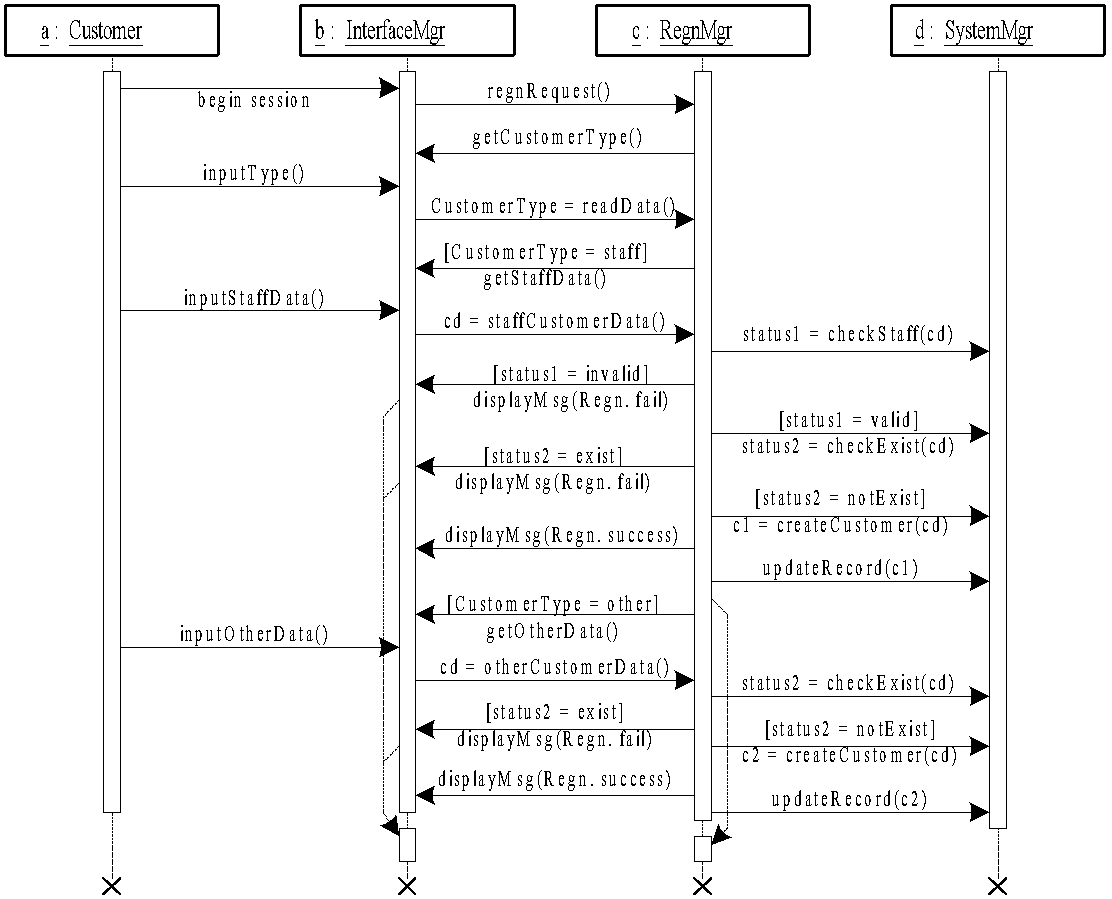 a : Customer
b : InterfaceMgr
c : RegnMgr
d : SystemMgr
begin session
regnRequest()
getCustomerType()
inputType()
CustomerType = readData()
[CustomerType = staff]
getStaffData()
inputStaffData()
cd = staffCustomerData()
status1 = checkStaff(cd)
[status1 = invalid]
displayMsg(Regn. fail)
[status1 = valid]
status2 = checkExist(cd)
[status2 = exist]
displayMsg(Regn. fail)
[status2 = notExist]
c1 = createCustomer(cd)
displayMsg(Regn. success)
updateRecord(c1)
[CustomerType = other]
getOtherData()
inputOtherData()
cd = otherCustomerData()
status2 = checkExist(cd)
[status2 = exist]
displayMsg(Regn. fail)
[status2 = notExist]
c2 = createCustomer(cd)
displayMsg(Regn. success)
updateRecord(c2)